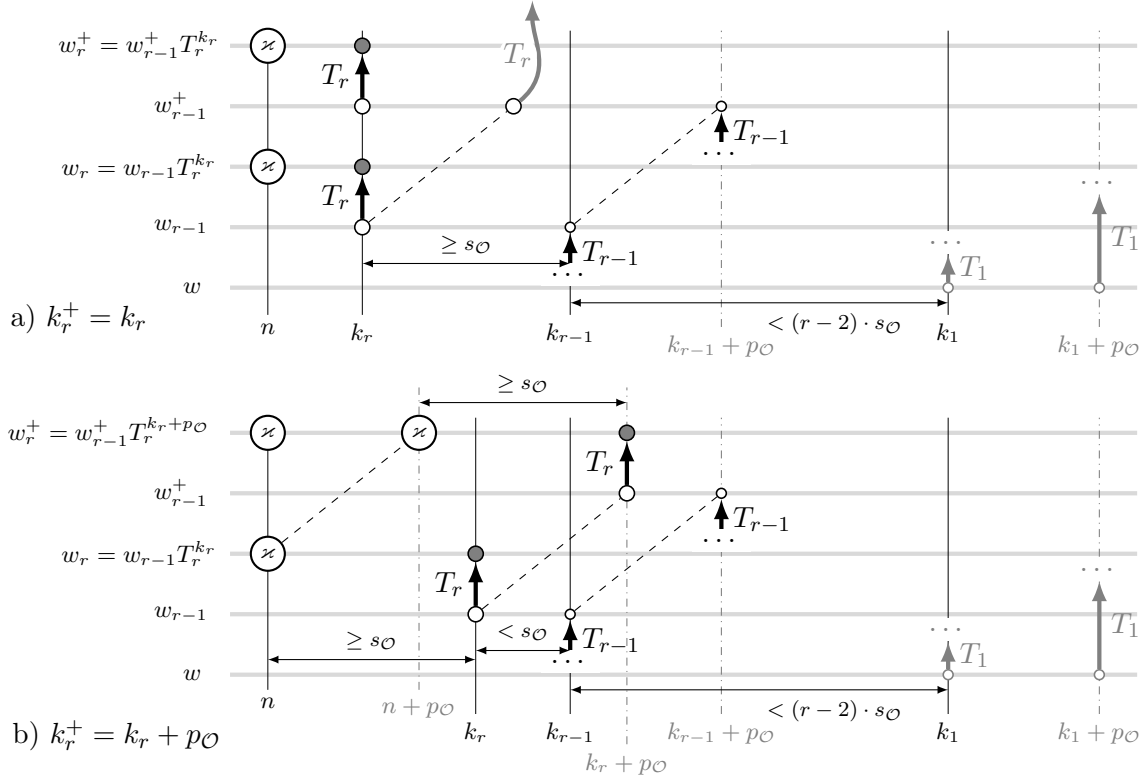 w_r^+ = w_{r-1}^+ T_r^{k_r} ϰ T_r T_r
w_{r-1}^+ T_{r-1} ...
w_r = w_{r-1} T_r^{k_r} ϰ T_r ...
w_{r-1} T_{r-1} ≥ s_𝒪 ... T_1 T_1
w ...
a) k_r^+ = k_r
< (r − 2) · s_𝒪
n k_r k_{r-1} k_{r-1} + p_𝒪 k_1 k_1 + p_𝒪
≥ s_𝒪
w_r^+ = w_{r-1}^+ T_r^{k_r+p_𝒪} ϰ ϰ
T_r
w_{r-1}^+ T_{r-1} ...
w_r = w_{r-1} T_r^{k_r} ϰ T_r ...
w_{r-1} ≥ s_𝒪 < s_𝒪 T_{r-1} ... T_1 T_1
w ...
n n + p_𝒪 < (r − 2) · s_𝒪
b) k_r^+ = k_r + p_𝒪
k_r k_{r-1} k_{r-1} + p_𝒪 k_1 k_1 + p_𝒪
k_r + p_𝒪